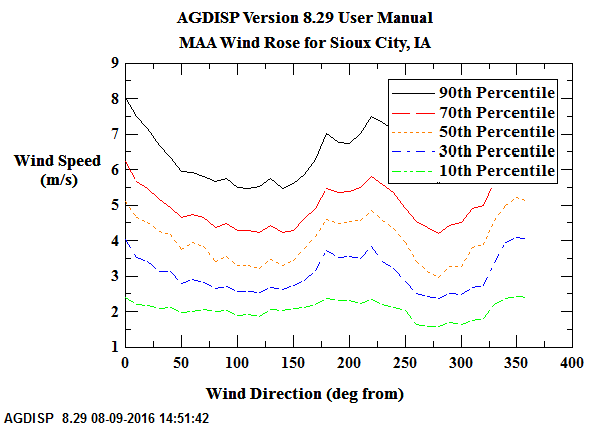 AGDISP Version 8.29 User Manual
MAA Wind Rose for Sioux City, IA
9
8
7
6
5
4
3
2
1
Wind Speed
(m/s)
90th Percentile
70th Percentile
50th Percentile
30th Percentile
10th Percentile
0 50 100 150 200 250 300 350 400
Wind Direction (deg from)
AGDISP 8.29 08-09-2016 14:51:42